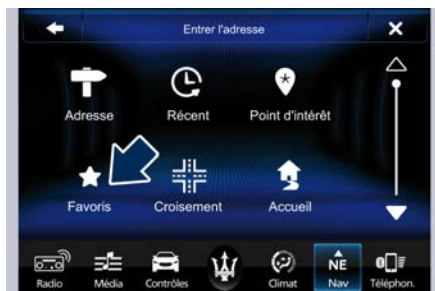 Entrer l'adresse
Adresse Récent Point d'intérêt
Favoris Croisement Accueil
NE
Radio Média Contrôles Climat Nav Téléphon.